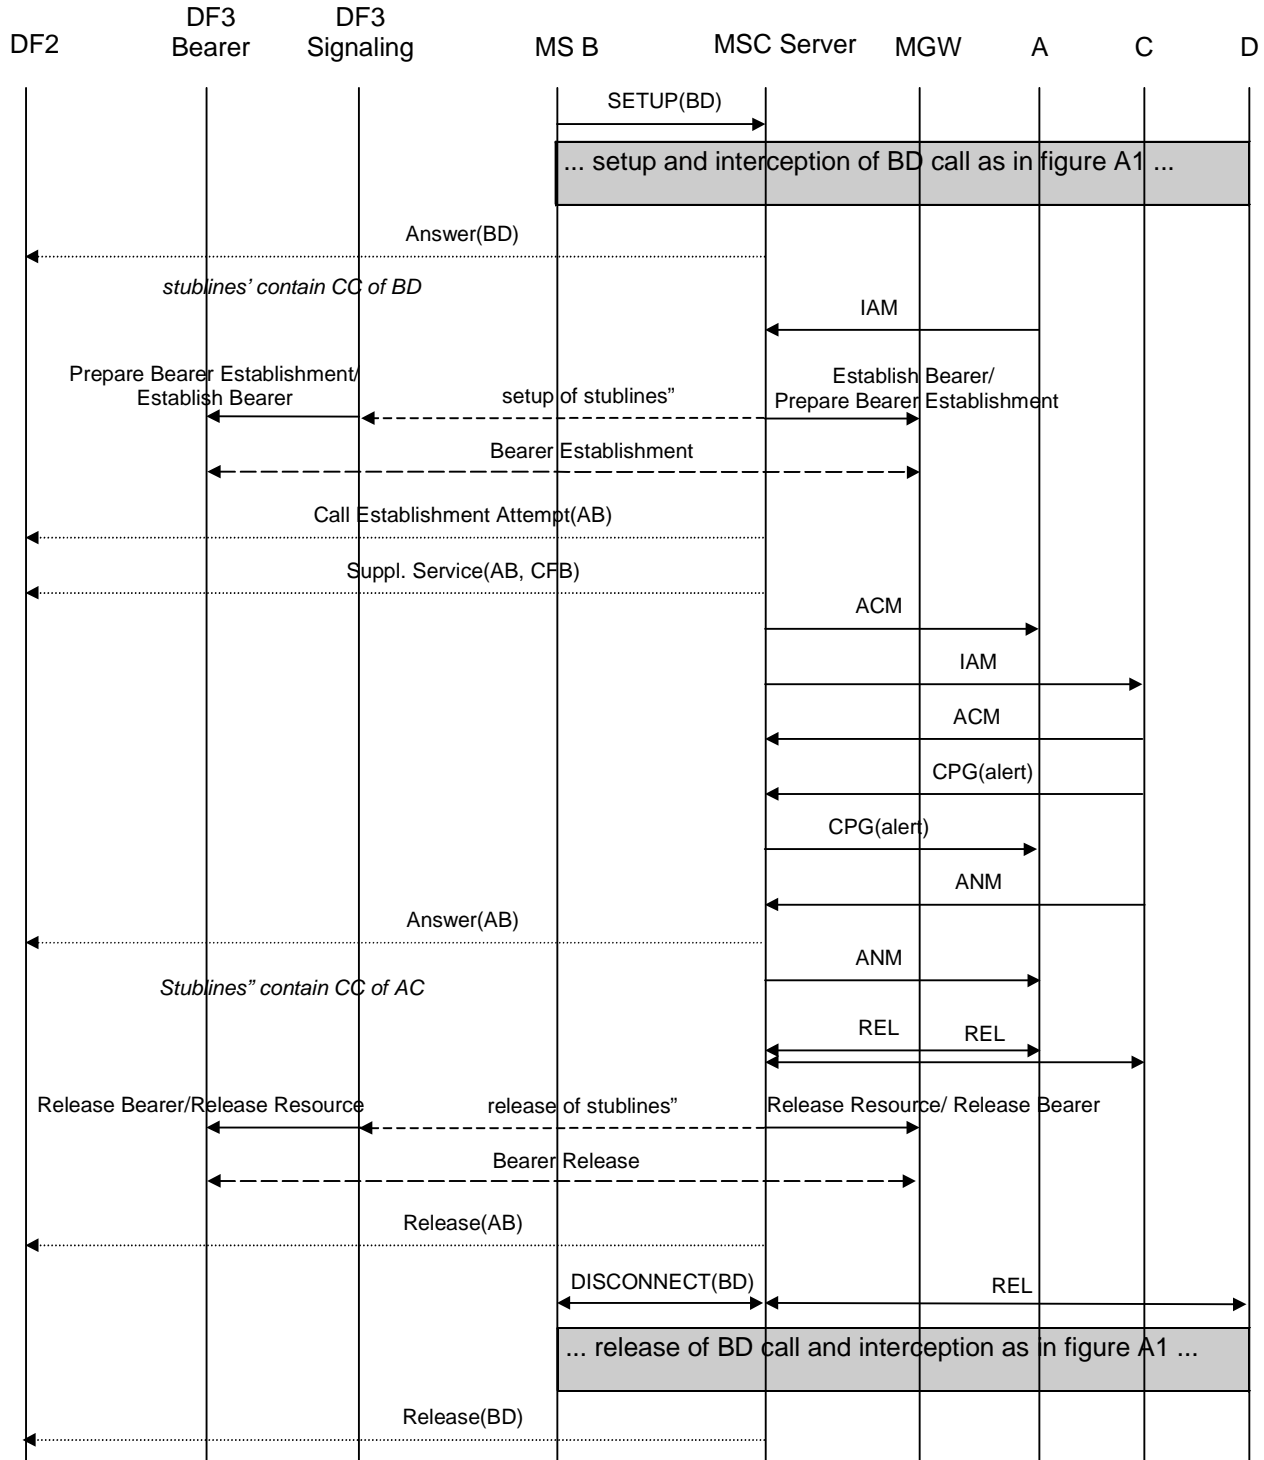 DF3 DF3
DF2 Bearer Signaling MS B MSC Server MGW A C D
SETUP(BD)
... setup and interception of BD call as in figure A1 ...
Answer(BD)
stublines’ contain CC of BD
IAM
Prepare Bearer Establishment/
Establish Bearer
setup of stublines”
Establish Bearer/
Prepare Bearer Establishment
Bearer Establishment
Call Establishment Attempt(AB)
Suppl. Service(AB, CFB)
ACM
IAM
ACM
CPG(alert)
CPG(alert)
ANM
Answer(AB)
ANM
Stublines” contain CC of AC
REL REL
Release Bearer/Release Resource release of stublines” Release Resource/ Release Bearer
Bearer Release
Release(AB)
DISCONNECT(BD) REL
... release of BD call and interception as in figure A1 ...
Release(BD)